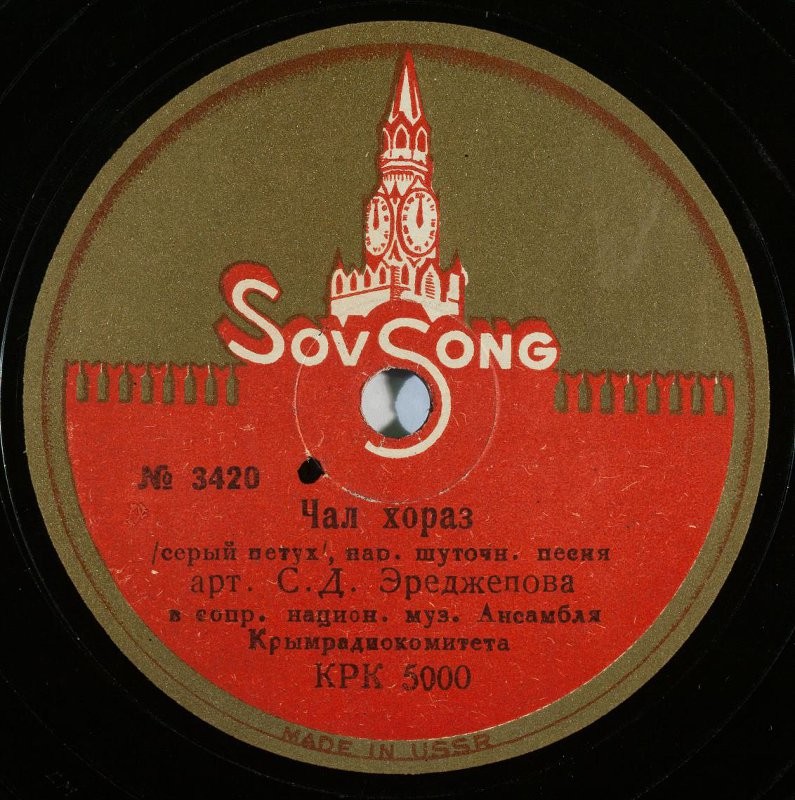 SOVSONG
№ 3420
Чал хораз
/серый петух/, нар. шуточн. песня
арт. С.Д. Эреджепова
в сопр. национ. муз. Ансамбля
Крымрадиокомитета
КРК 5000
MADE IN USSR